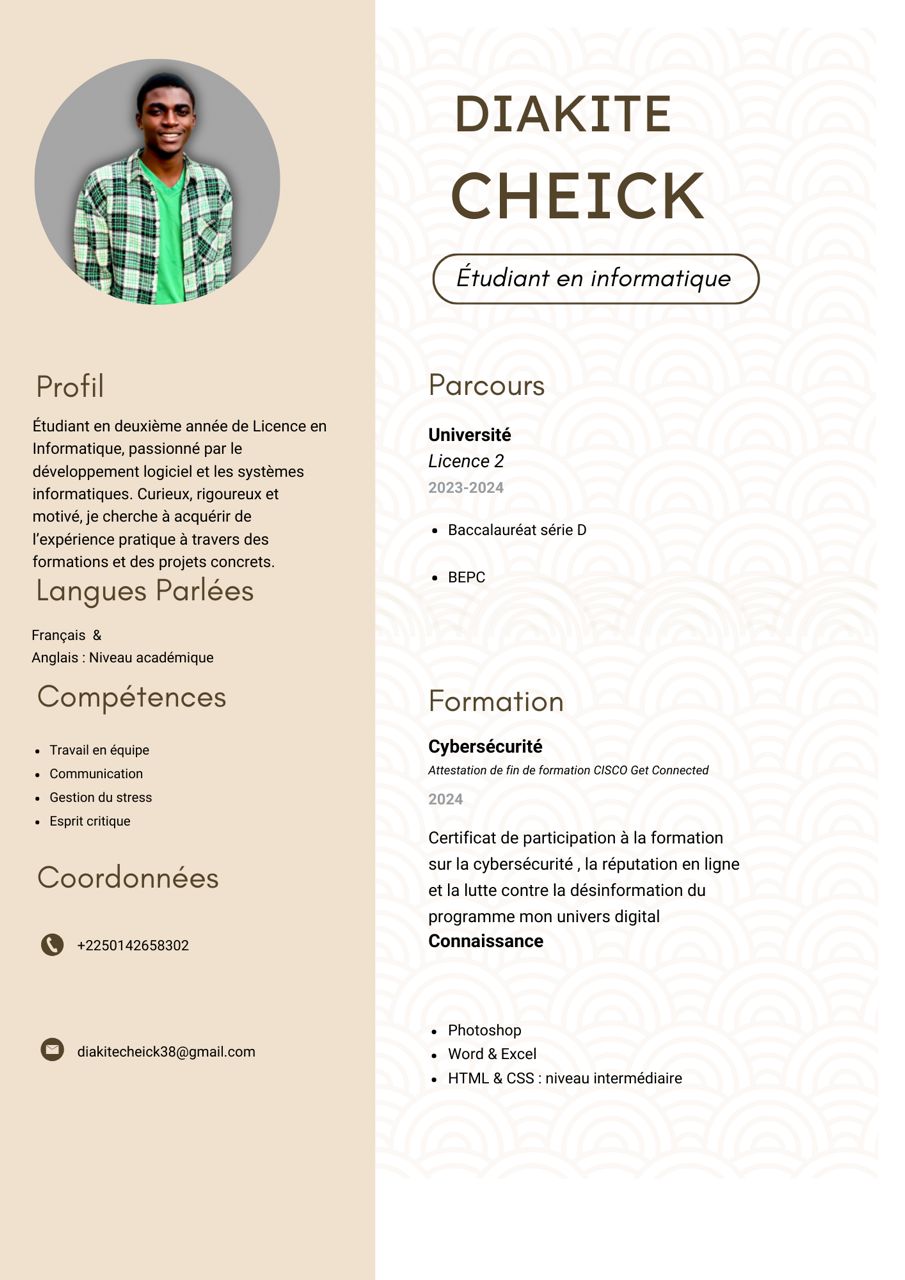 DIAKITE
CHEICK
Étudiant en informatique
Profil
Étudiant en deuxième année de Licence en
Informatique, passionné par le
développement logiciel et les systèmes
informatiques. Curieux, rigoureux et
motivé, je cherche à acquérir de
l’expérience pratique à travers des
formations et des projets concrets.
Langues Parlées
Français &
Anglais : Niveau académique
Compétences
• Travail en équipe
• Communication
• Gestion du stress
• Esprit critique
Coordonnées
+2250142658302
diakitecheick38@gmail.com
Parcours
Université
Licence 2
2023-2024
• Baccalauréat série D
• BEPC
Formation
Cybersécurité
Attestation de fin de formation CISCO Get Connected
2024
Certificat de participation à la formation
sur la cybersécurité , la réputation en ligne
et la lutte contre la désinformation du
programme mon univers digital
Connaissance
• Photoshop
• Word & Excel
• HTML & CSS : niveau intermédiaire